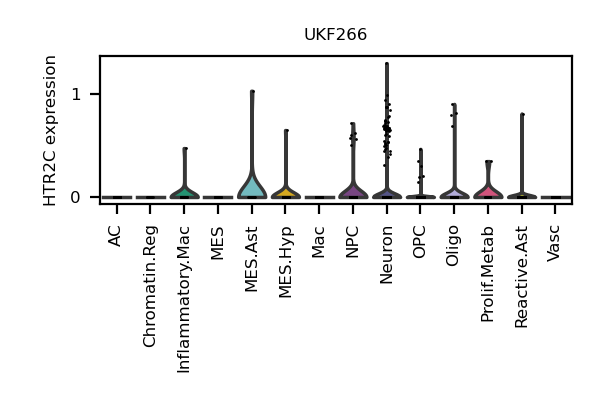 UKF266
HTR2C expression
1
0
AC
Chromatin.Reg
Inflammatory.Mac
MES
MES.Ast
MES.Hyp
Mac
NPC
Neuron
OPC
Oligo
Prolif.Metab
Reactive.Ast
Vasc